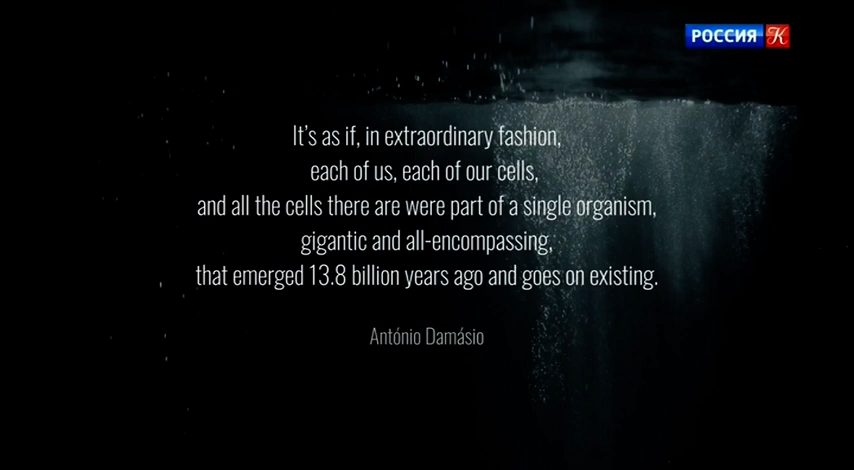 РОССИЯ К
It's as if, in extraordinary fashion,
each of us, each of our cells,
and all the cells there are were part of a single organism,
gigantic and all-encompassing,
that emerged 13.8 billion years ago and goes on existing.
António Damásio